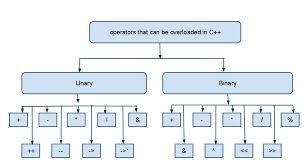 operators that can be overloaded in C++
Unary
Binary
+ - * ! &
+ - * / %
++ -- -> ->*
& ^ << >>